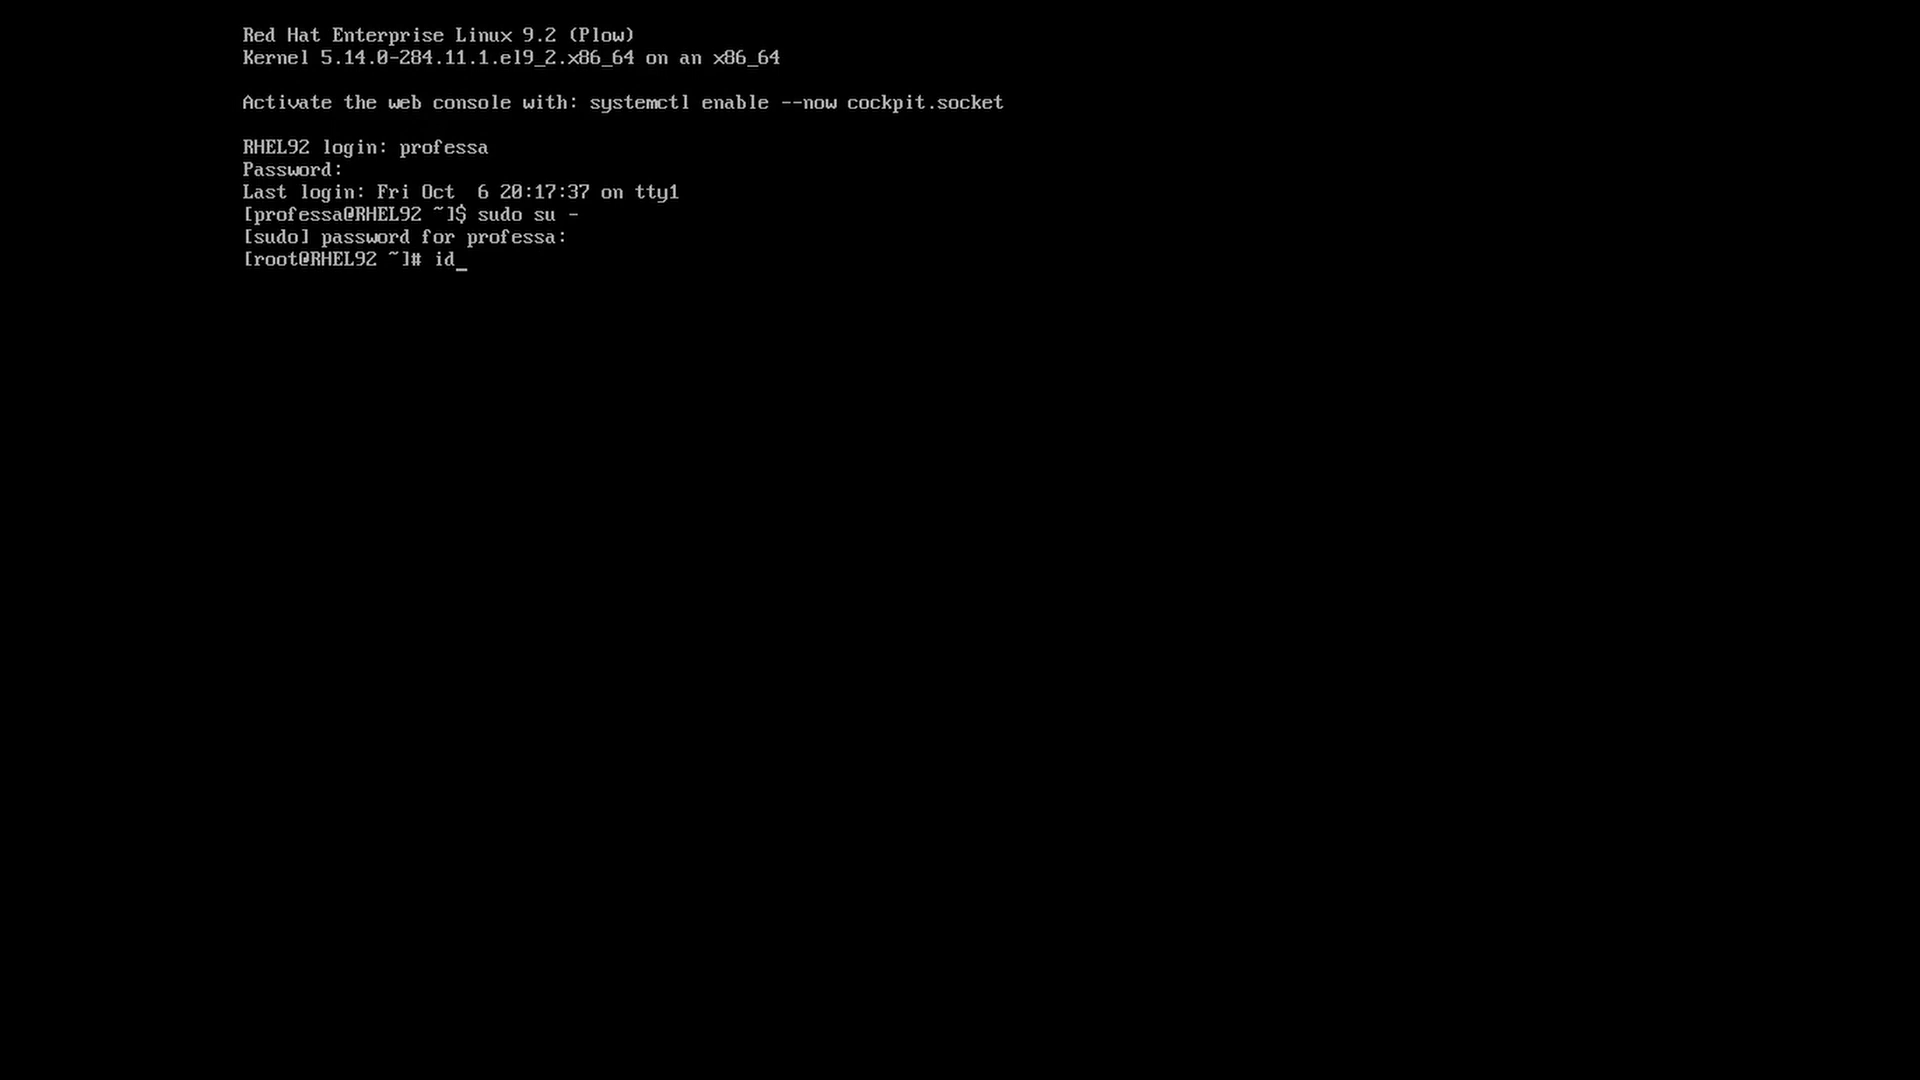 Red Hat Enterprise Linux 9.2 (Plow)
Kernel 5.14.0-284.11.1.el9_2.x86_64 on an x86_64
Activate the web console with: systemctl enable --now cockpit.socket
RHEL92 login: professa
Password:
Last login: Fri Oct  6 20:17:37 on tty1
[professa@RHEL92 ~]$ sudo su -
[sudo] password for professa:
[root@RHEL92 ~]# id_